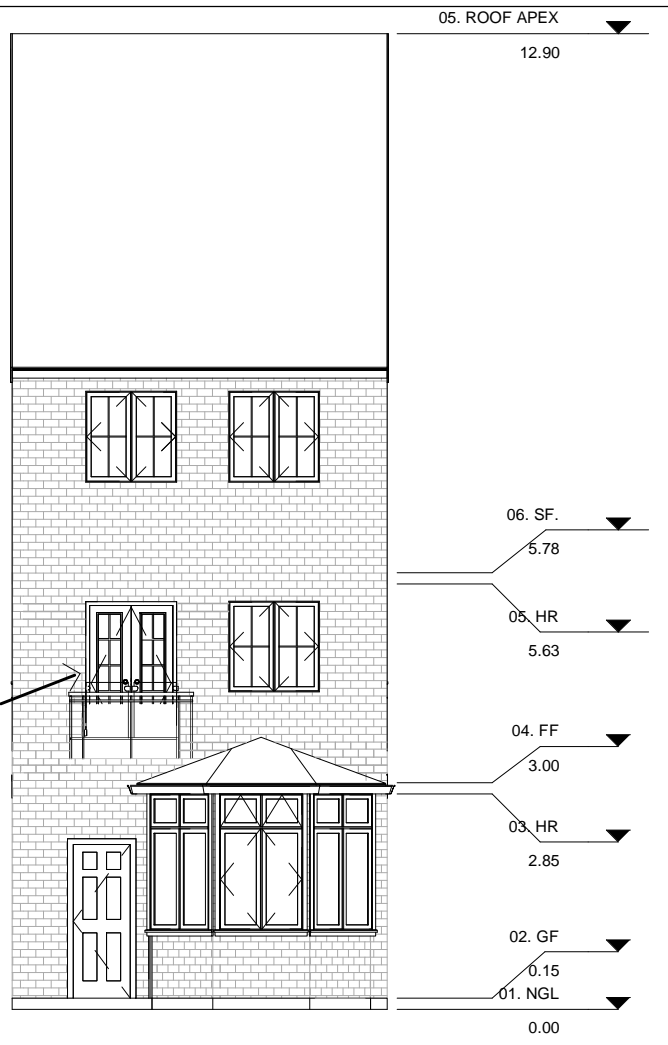 05. ROOF APEX
12.90
06. SF.
5.78
05. HR
5.63
04. FF
3.00
03. HR
2.85
02. GF
0.15
01. NGL
0.00